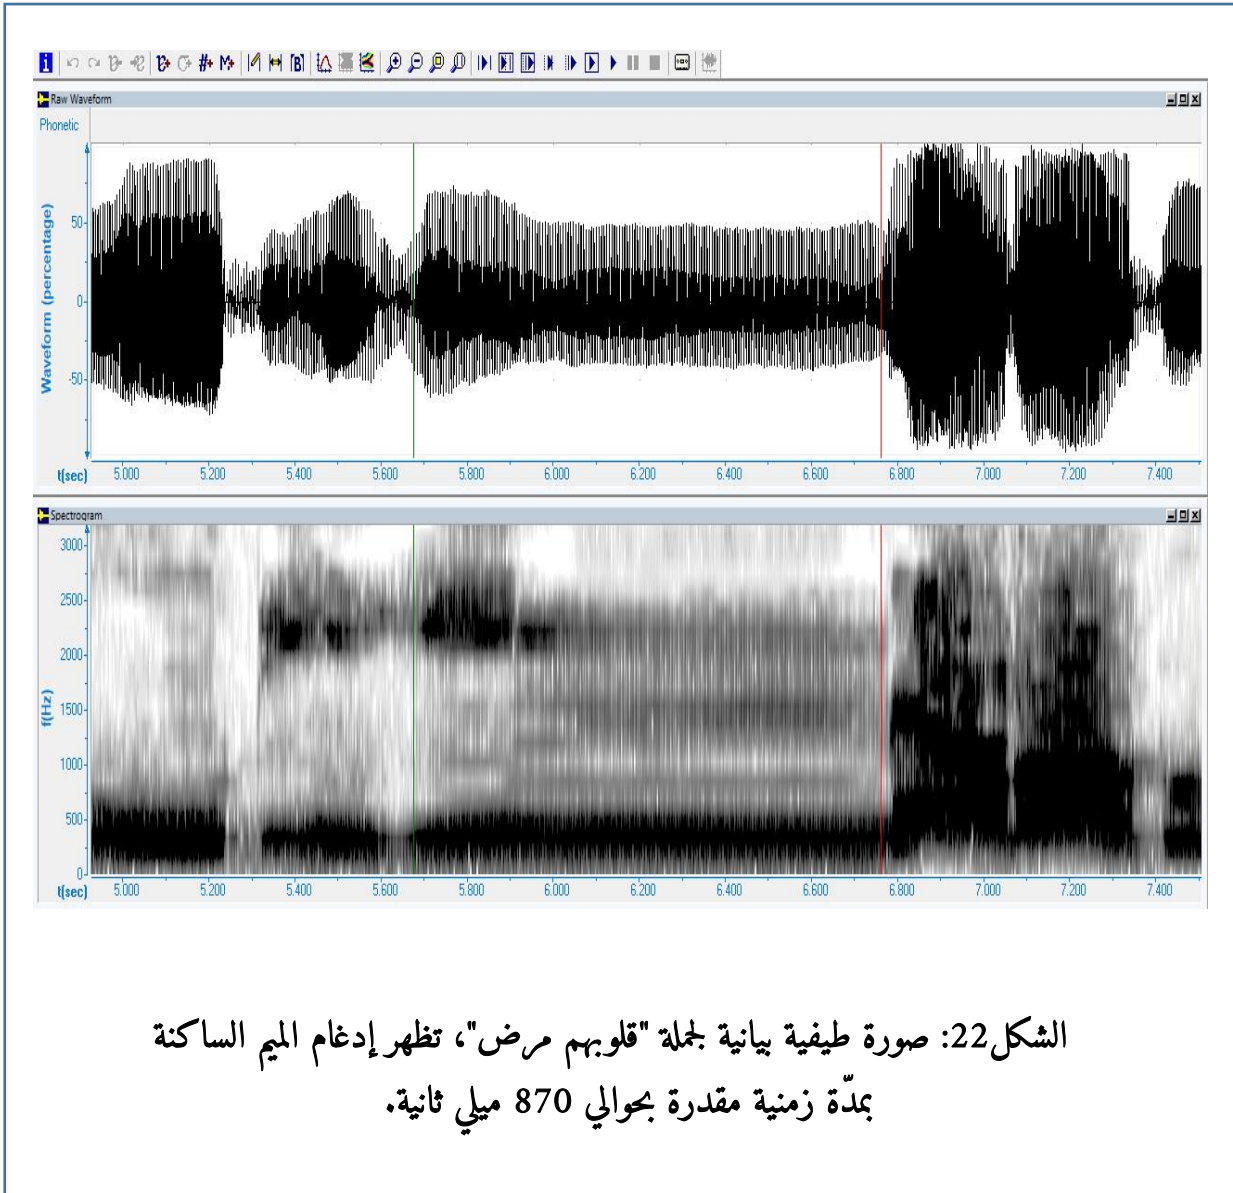 Raw Waveform
Phonetic
Waveform (percentage)
50
0
-50
t(sec) 5.000 5.200 5.400 5.600 5.800 6.000 6.200 6.400 6.600 6.800 7.000 7.200 7.400
Spectrogram
f(Hz)
3000
2500
2000
1500
1000
500
0
t(sec) 5.000 5.200 5.400 5.600 5.800 6.000 6.200 6.400 6.600 6.800 7.000 7.200 7.400
الشكل22: صورة طيفية بيانية لجملة "قلوبهم مرض"، تظهر إدغام الميم الساكنة
بمدّة زمنية مقدرة بحوالي 870 ميلي ثانية.